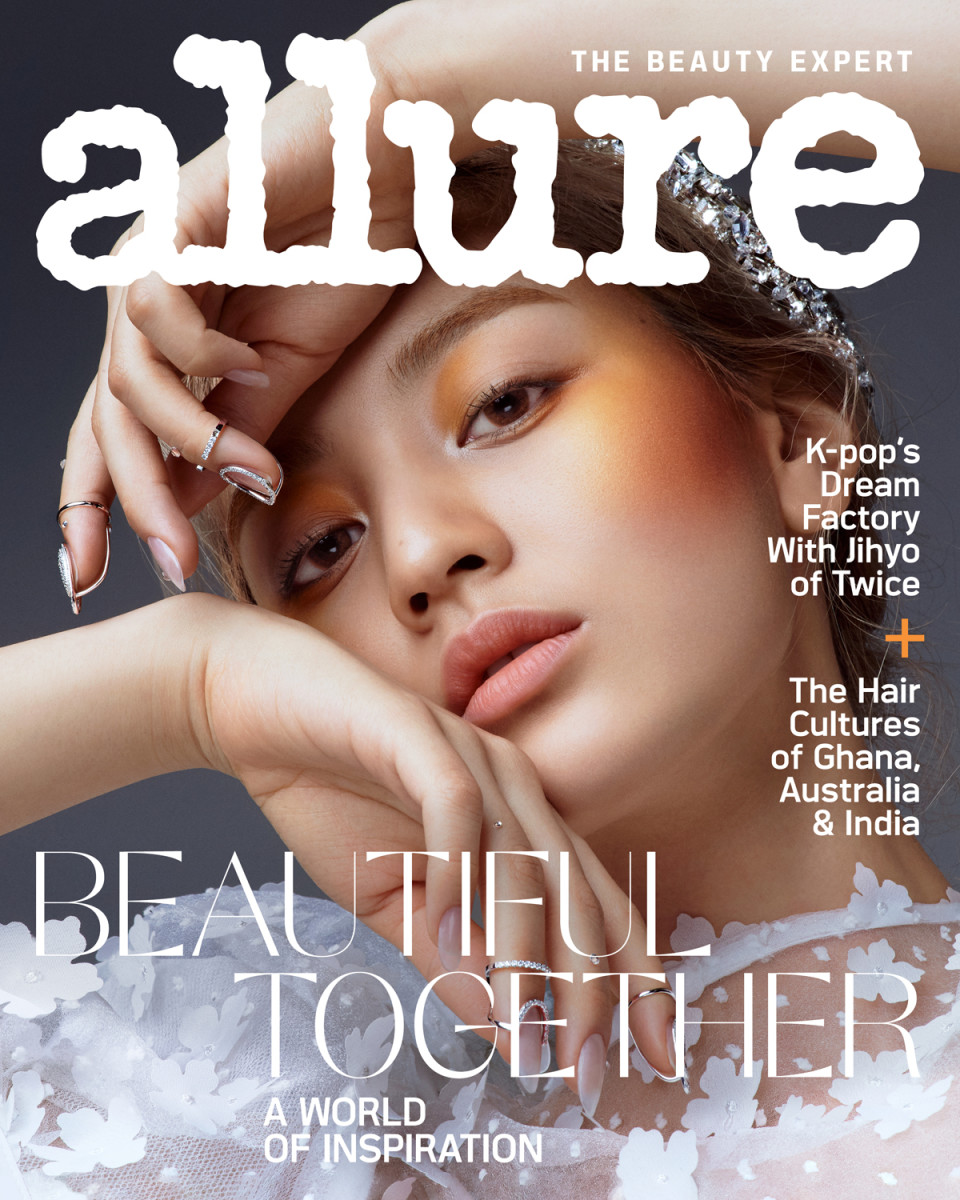 THE BEAUTY EXPERT
allure
K-pop's
Dream
Factory
With Jihyo
of Twice
+
The Hair
Cultures
of Ghana,
Australia
& India
BEAUTIFUL
TOGETHER
A WORLD
OF INSPIRATION